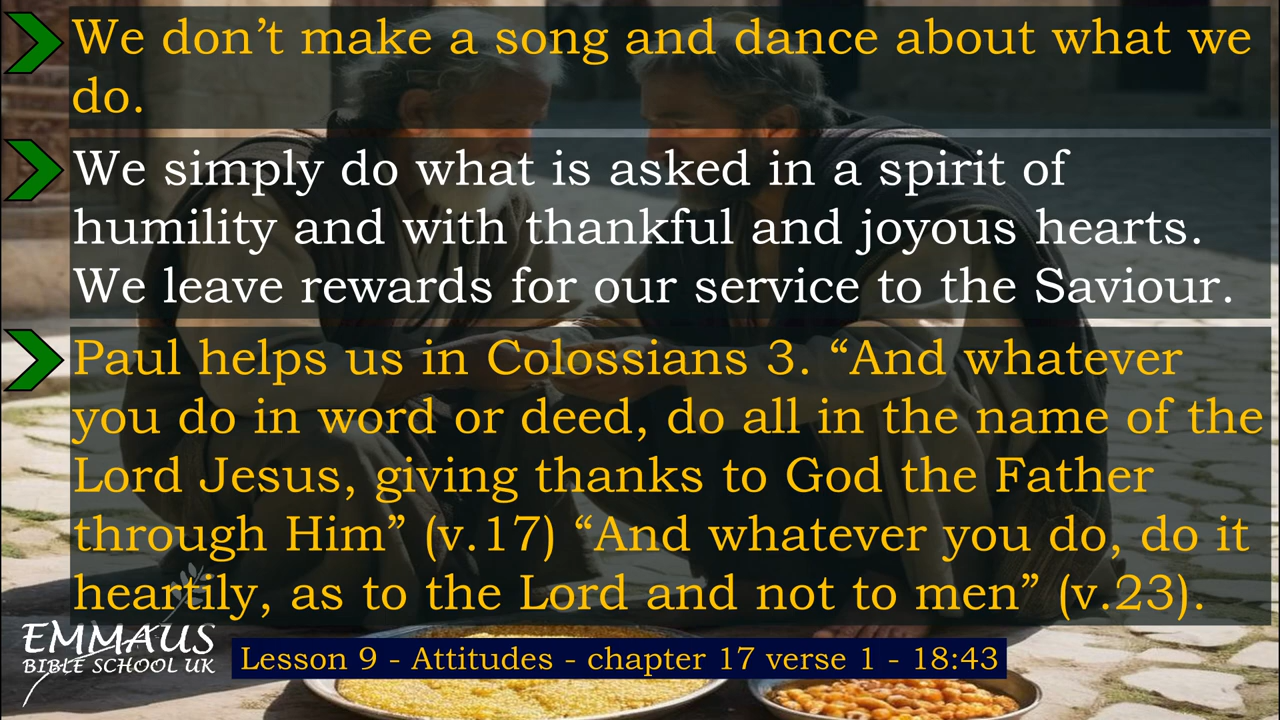 We don’t make a song and dance about what we
do.
We simply do what is asked in a spirit of
humility and with thankful and joyous hearts.
We leave rewards for our service to the Saviour.
Paul helps us in Colossians 3. “And whatever
you do in word or deed, do all in the name of the
Lord Jesus, giving thanks to God the Father
through Him” (v.17) “And whatever you do, do it
heartily, as to the Lord and not to men” (v.23).
EMMAUS
BIBLE SCHOOL UK
Lesson 9 - Attitudes - chapter 17 verse 1 - 18:43